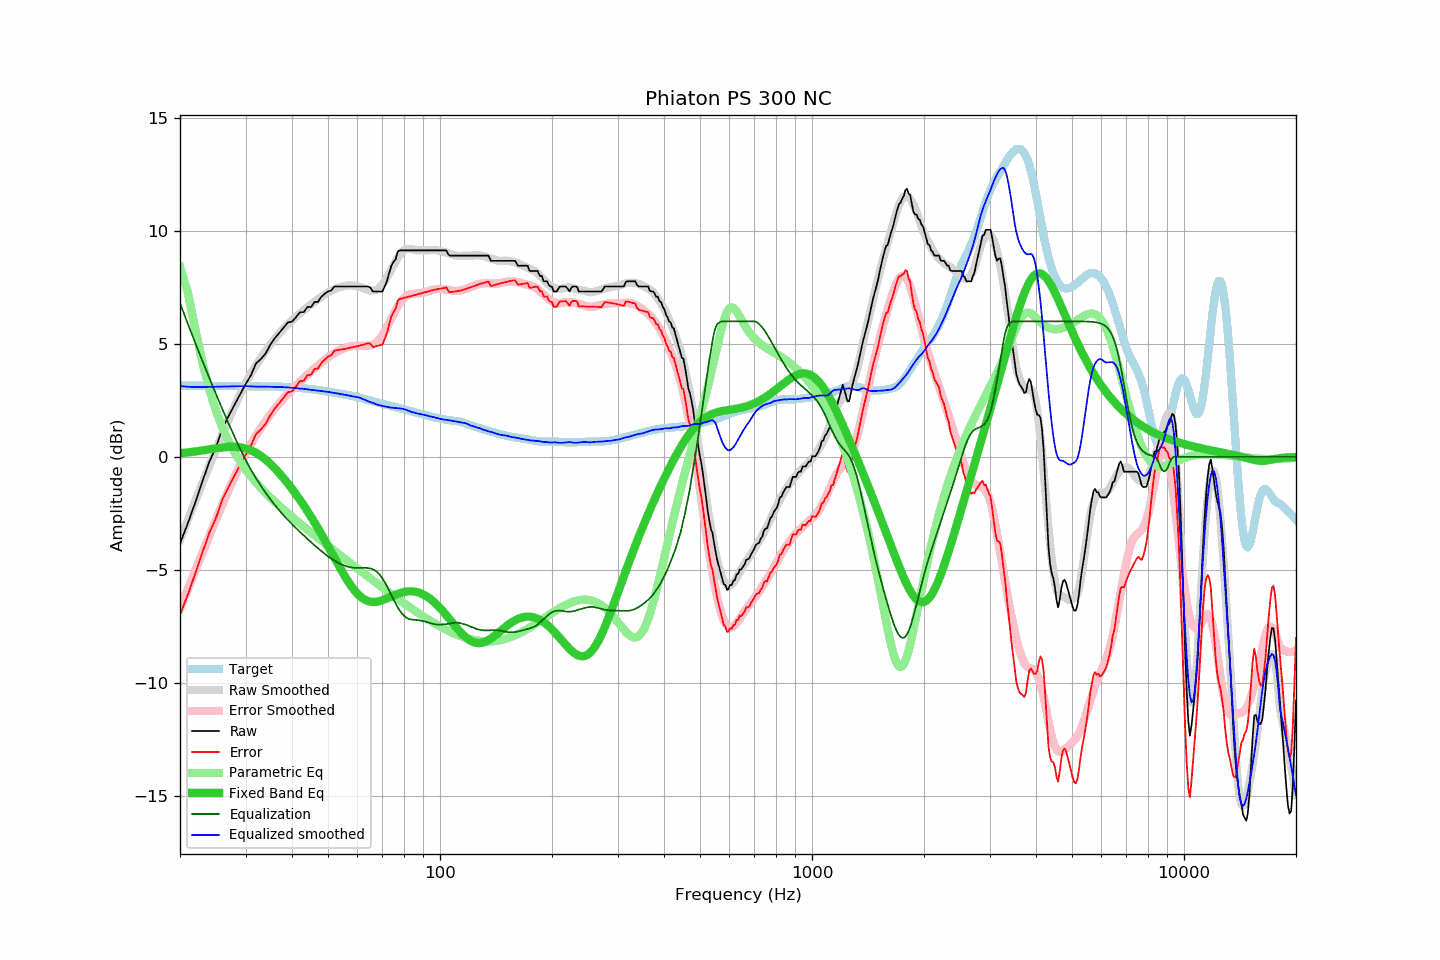 Phiaton PS 300 NC
15
10
5
0
−5
−10
−15
Amplitude (dBr)
Target
Raw Smoothed
Error Smoothed
Raw
Error
Parametric Eq
Fixed Band Eq
Equalization
Equalized smoothed
100
1000
10000
Frequency (Hz)